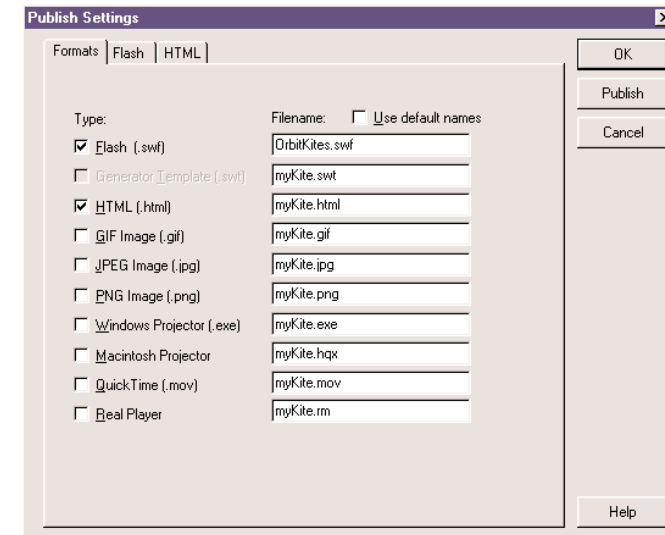 Publish Settings
Formats Flash HTML
OK
Publish
Cancel
Type: Filename: Use default names
Flash (.swf) OrbitKites.swf
Generator Template (.swt) myKite.swt
HTML (.html) myKite.html
GIF Image (.gif) myKite.gif
JPEG Image (.jpg) myKite.jpg
PNG Image (.png) myKite.png
Windows Projector (.exe) myKite.exe
Macintosh Projector myKite.hqx
QuickTime (.mov) myKite.mov
Real Player myKite.rm
Help